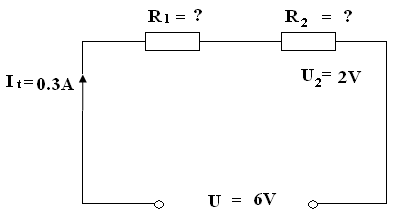 R1 = ? R2 = ?
It=0.3A U2= 2V
U = 6V